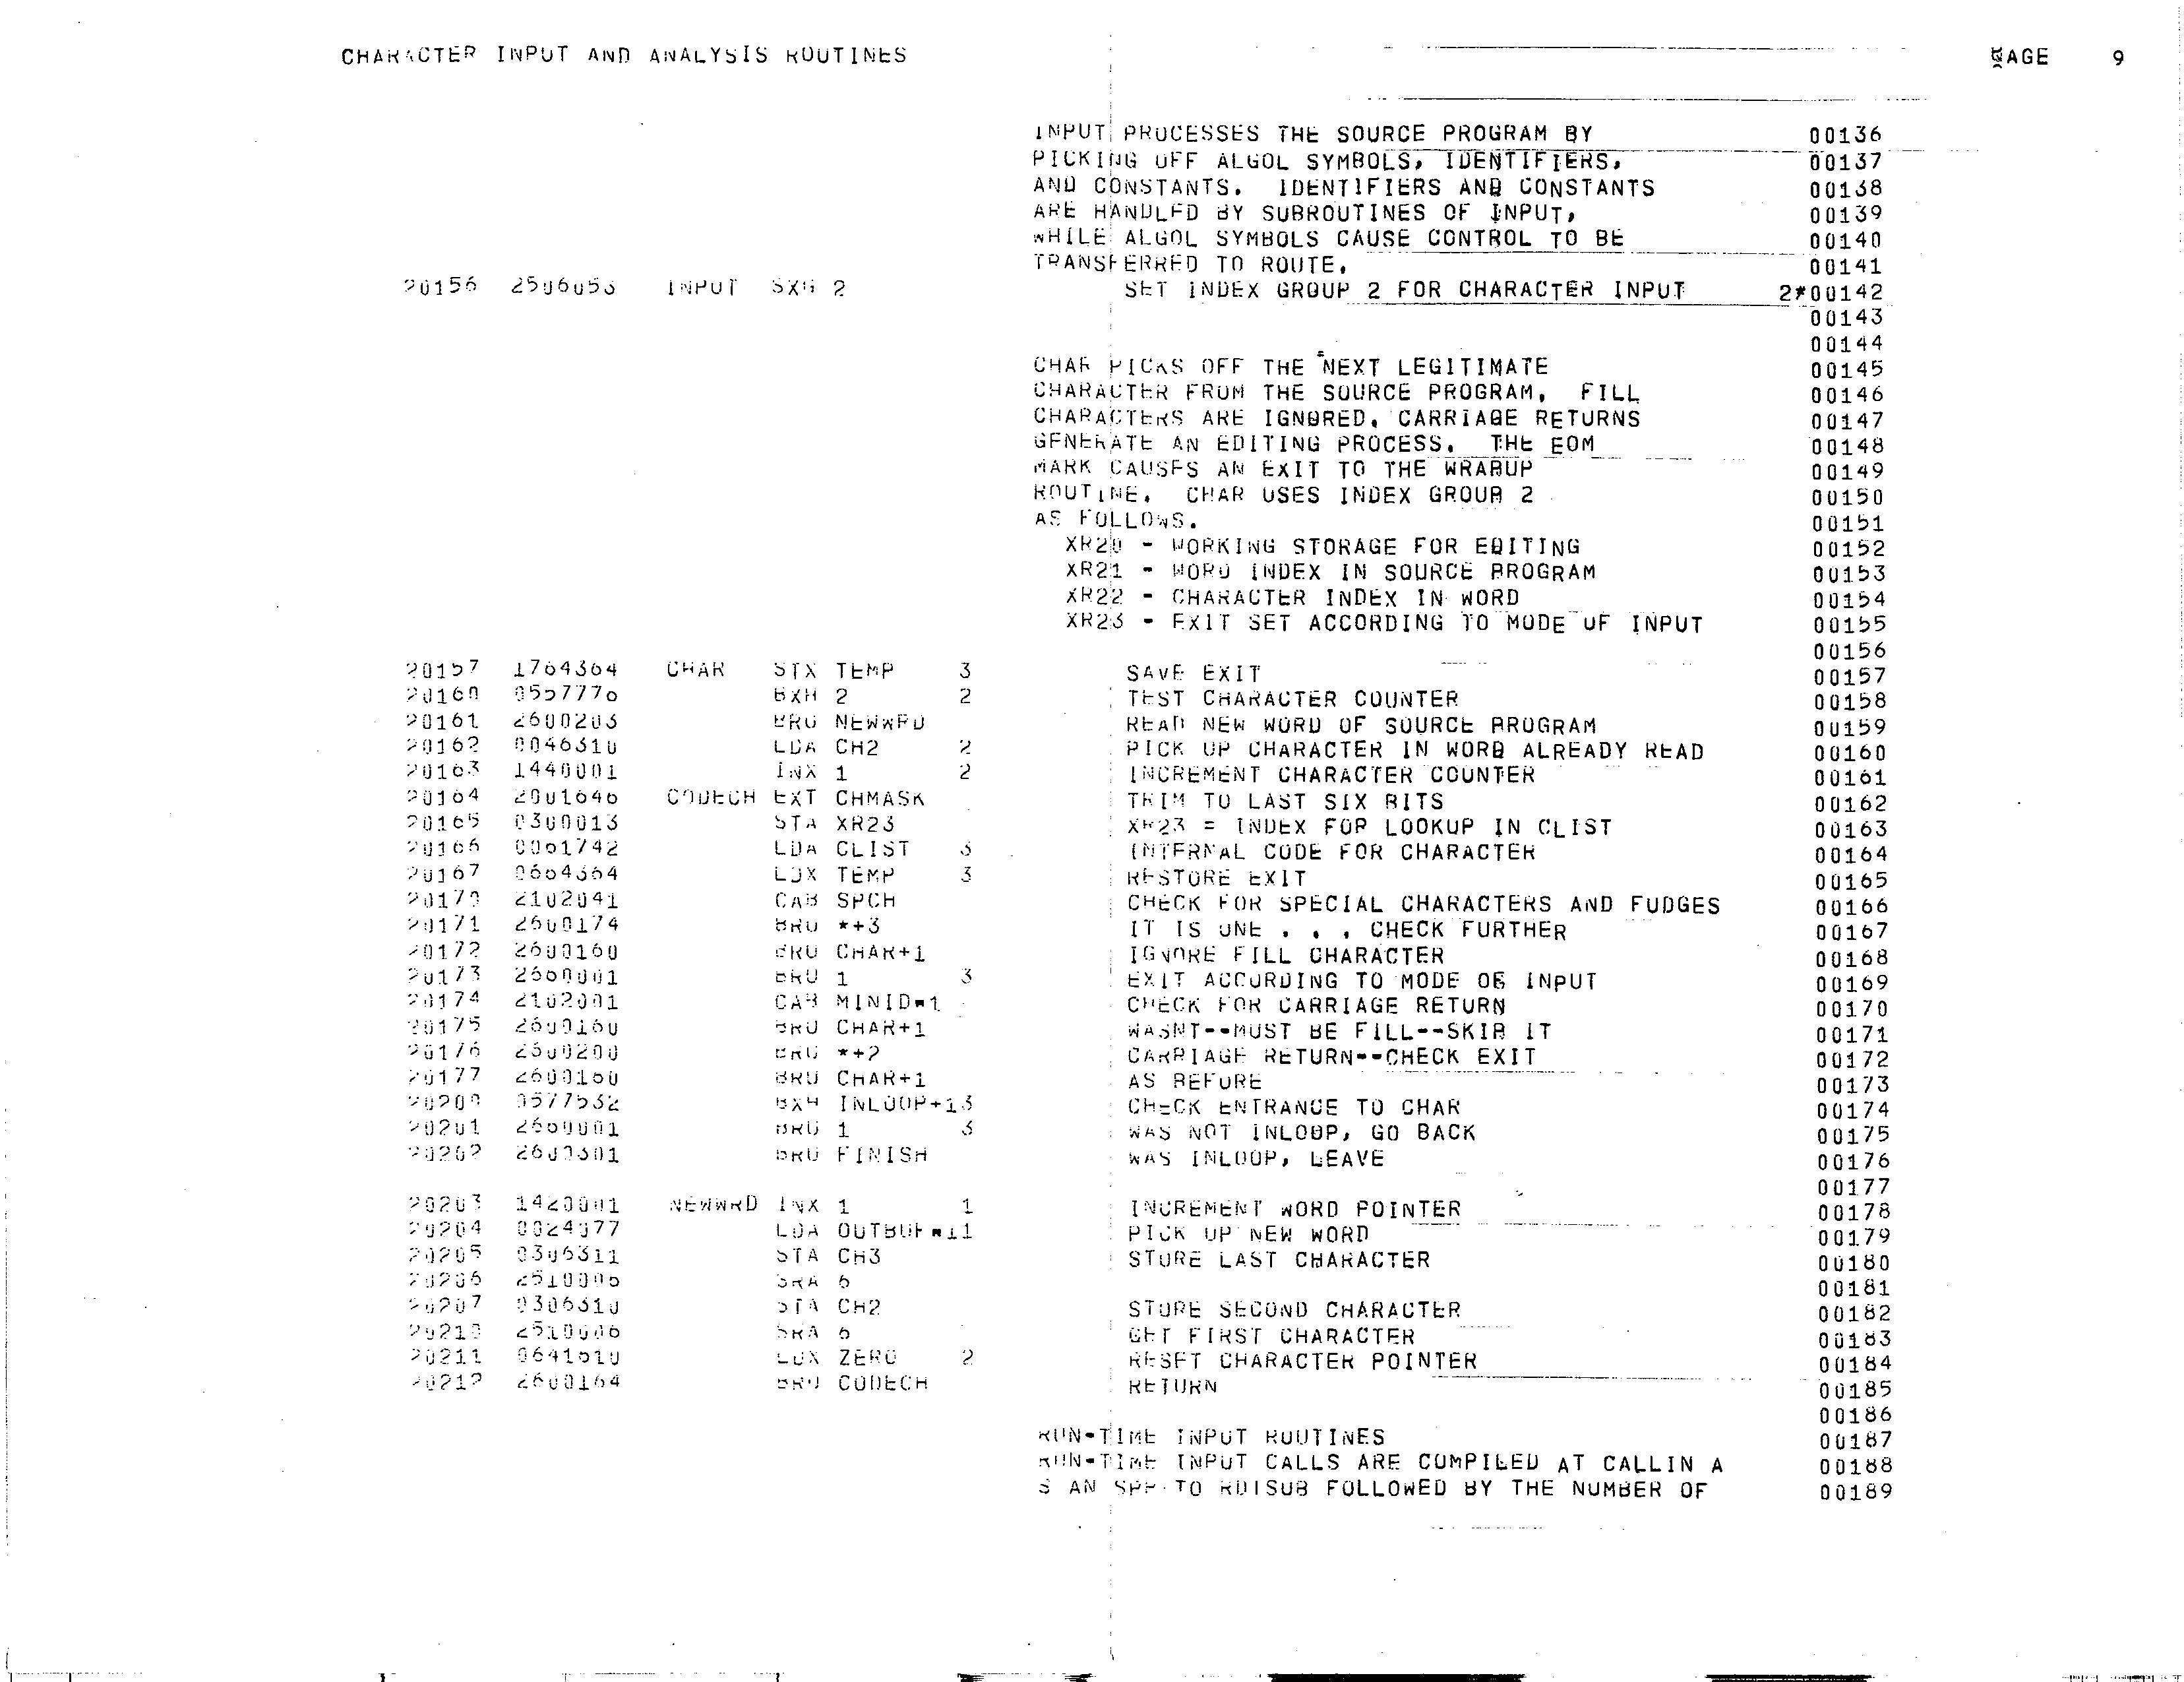 CHARACTER INPUT AND ANALYSIS ROUTINES PAGE 9
INPUT PROCESSES THE SOURCE PROGRAM BY 00136
PICKING OFF ALGOL SYMBOLS, IDENTIFIERS, 00137
AND CONSTANTS. IDENTIFIERS AND CONSTANTS 00138
ARE HANDLED BY SUBROUTINES OF INPUT, 00139
WHILE ALGOL SYMBOLS CAUSE CONTROL TO BE 00140
TRANSFERRED TO ROUTE. 00141
20156 2506053 INPUT SXG 2 SET INDEX GROUP 2 FOR CHARACTER INPUT 2*00142
00143
00144
CHAR PICKS OFF THE NEXT LEGITIMATE 00145
CHARACTER FROM THE SOURCE PROGRAM. FILL 00146
CHARACTERS ARE IGNORED. CARRIAGE RETURNS 00147
GENERATE AN EDITING PROCESS. THE EOM 00148
MARK CAUSES AN EXIT TO THE WRAPUP 00149
ROUTINE. CHAR USES INDEX GROUP 2 00150
AS FOLLOWS. 00151
XR20 - WORKING STORAGE FOR EDITING 00152
XR21 - WORD INDEX IN SOURCE PROGRAM 00153
XR22 - CHARACTER INDEX IN WORD 00154
XR23 - EXIT SET ACCORDING TO MODE OF INPUT 00155
00156
20157 1764364 CHAR STX TEMP 3 SAVE EXIT 00157
20160 0557776 BXH 2 2 TEST CHARACTER COUNTER 00158
20161 2600203 BRU NEWWRD READ NEW WORD OF SOURCE PROGRAM 00159
20162 0046310 LDA CH2 2 PICK UP CHARACTER IN WORD ALREADY READ 00160
20163 1440001 INX 1 2 INCREMENT CHARACTER COUNTER 00161
20164 2001646 CODECH EXT CHMASK TRIM TO LAST SIX BITS 00162
20165 0300013 STA XR23 XR23 = INDEX FOR LOOKUP IN CLIST 00163
20166 0061742 LDA CLIST 3 INTERNAL CODE FOR CHARACTER 00164
20167 0664364 LDX TEMP 3 RESTORE EXIT 00165
20170 2102041 CAB SPCH CHECK FOR SPECIAL CHARACTERS AND FUDGES 00166
20171 2600174 BRU *+3 IT IS ONE . . . CHECK FURTHER 00167
20172 2600160 BRU CHAR+1 IGNORE FILL CHARACTER 00168
20173 2660001 BRU 1 3 EXIT ACCORDING TO MODE OF INPUT 00169
20174 2102001 CAB MINID-1 CHECK FOR CARRIAGE RETURN 00170
20175 2600160 BRU CHAR+1 WASNT--MUST BE FILL--SKIP IT 00171
20176 2600200 BRU *+2 CARRIAGE RETURN--CHECK EXIT 00172
20177 2600160 BRU CHAR+1 AS BEFORE 00173
20200 0577532 BXH INLOOP+13 CHECK ENTRANCE TO CHAR 00174
20201 2660001 BRU 1 3 WAS NOT INLOOP, GO BACK 00175
20202 2600301 BRU FINISH WAS INLOOP, LEAVE 00176
00177
20203 1420001 NEWWRD INX 1 1 INCREMENT WORD POINTER 00178
20204 0024077 LDA OUTBUF-11 PICK UP NEW WORD 00179
20205 0306311 STA CH3 STORE LAST CHARACTER 00180
20206 2510006 SRA 6 00181
20207 0306310 STA CH2 STORE SECOND CHARACTER 00182
20210 2510006 SRA 6 GET FIRST CHARACTER 00183
20211 0641610 LDX ZERO 2 RESET CHARACTER POINTER 00184
20212 2600164 BRU CODECH RETURN 00185
00186
RUN-TIME INPUT ROUTINES 00187
RUN-TIME INPUT CALLS ARE COMPILED AT CALLIN A 00188
S AN SPB TO RDISUB FOLLOWED BY THE NUMBER OF 00189